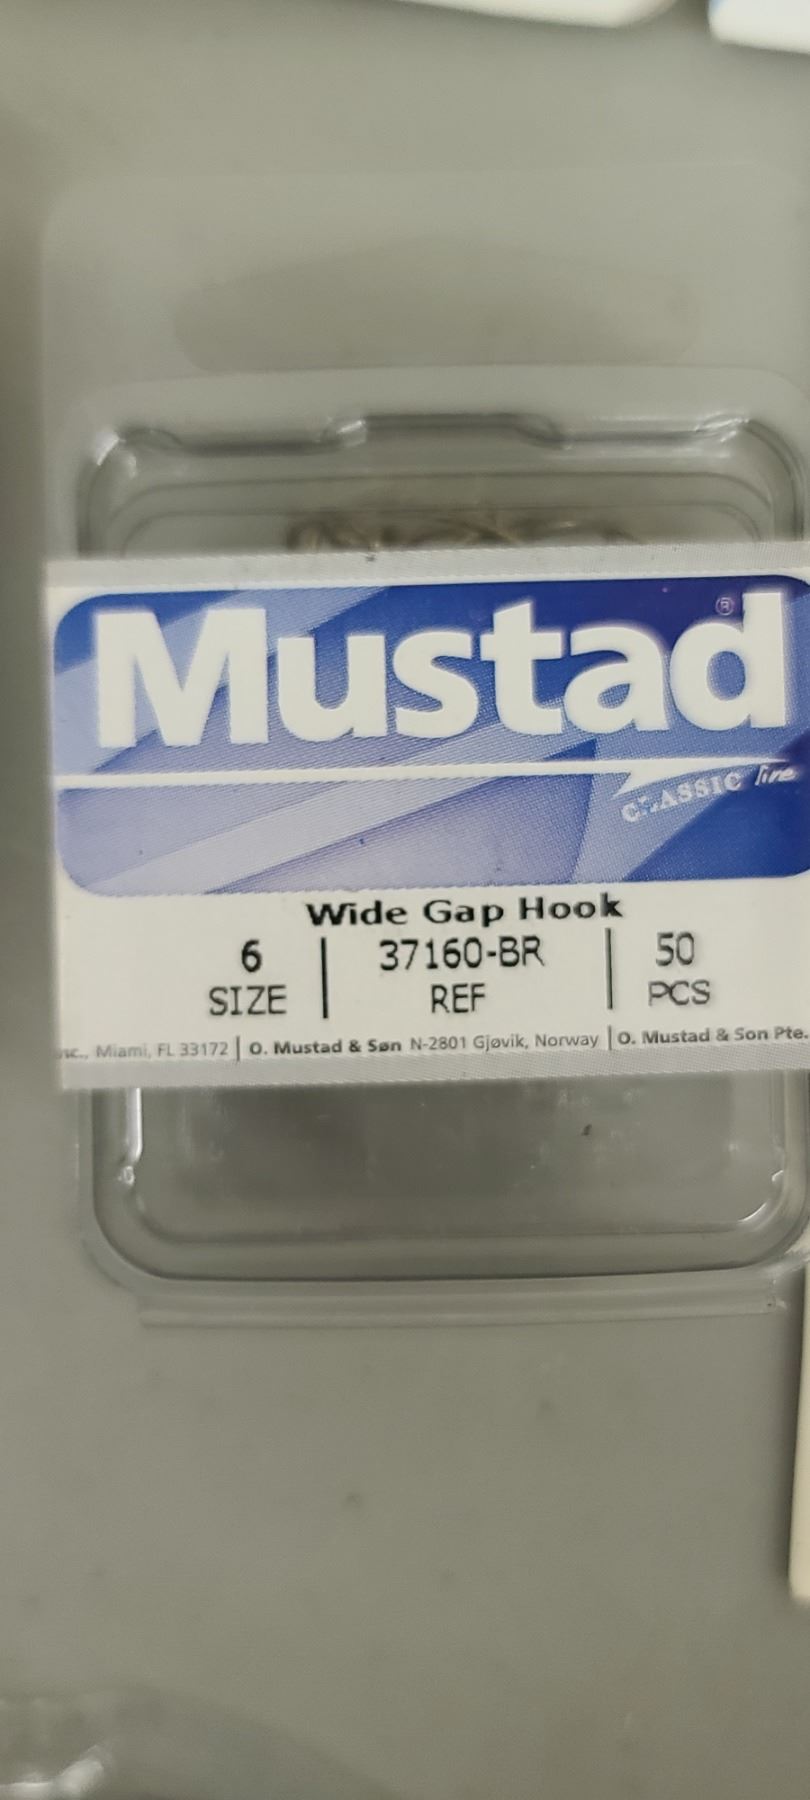 Mustad®
CLASSIC line
Wide Gap Hook
6 | 37160-BR | 50
SIZE | REF | PCS
Miami, FL 33172 | O. Mustad & Søn N-2801 Gjøvik, Norway | O. Mustad & Son Pte.